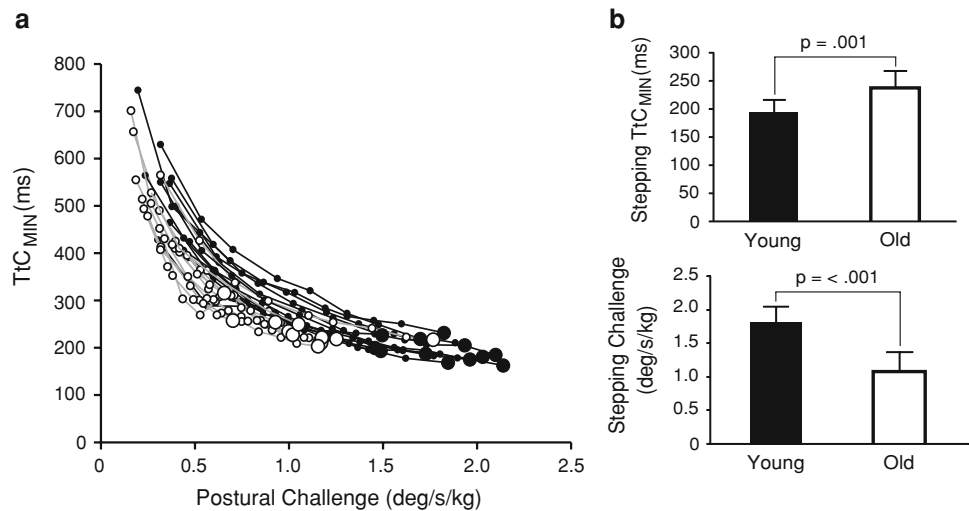 a
TtC MIN (ms)
800
700
600
500
400
300
200
100
0
0 0.5 1.0 1.5 2.0 2.5
Postural Challenge (deg/s/kg)
b
Stepping TtC MIN (ms)
300
250
200
150
100
50
0
p = .001
Young Old
Stepping Challenge
(deg/s/kg)
2.5
2.0
1.5
1.0
0.5
0
p = < .001
Young Old